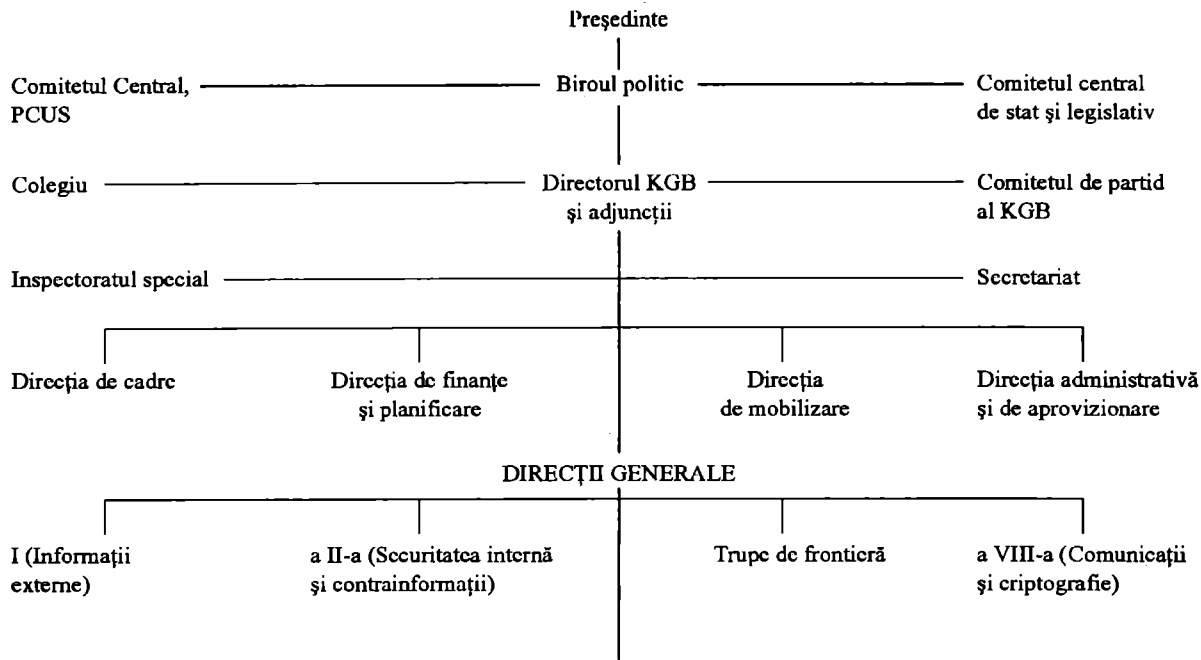 Președinte
Comitetul Central,
PCUS
Biroul politic
Comitetul central
de stat și legislativ
Colegiu
Directorul KGB
și adjuncții
Comitetul de partid
al KGB
Inspectoratul special
Secretariat
Direcția de cadre
Direcția de finanțe
și planificare
Direcția
de mobilizare
Direcția administrativă
și de aprovizionare
DIRECȚII GENERALE
I (Informații
externe)
a II-a (Securitatea internă
și contrainformații)
Trupe de frontieră
a VIII-a (Comunicații
și criptografie)